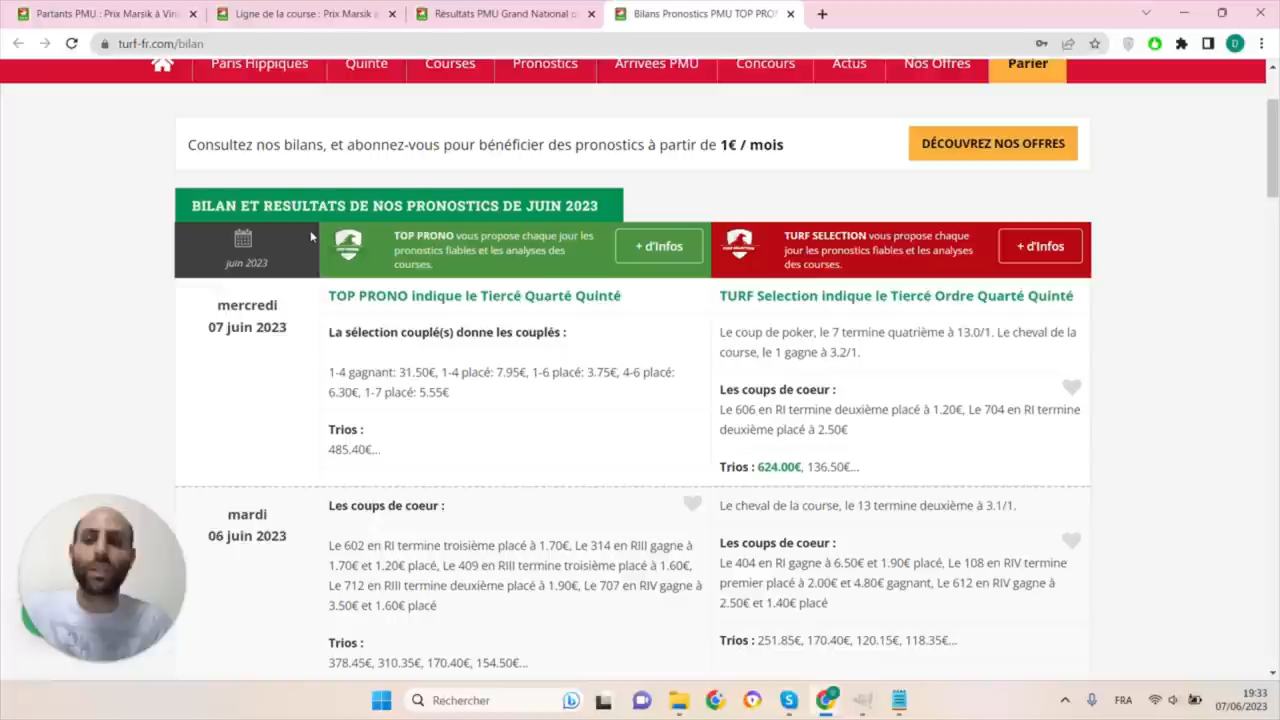 Partants PMU : Prix Marsik à Vin
Ligne de la course : Prix Marsik à
Résultats PMU Grand National d
Bilans Pronostics PMU TOP PRO
turf-fr.com/bilan
D
Paris Hippiques
Quinté
Courses
Pronostics
Arrivées PMU
Concours
Actus
Nos Offres
Parier
Consultez nos bilans, et abonnez-vous pour bénéficier des pronostics à partir de 1€ / mois
DÉCOUVREZ NOS OFFRES
BILAN ET RESULTATS DE NOS PRONOSTICS DE JUIN 2023
juin 2023
TOP PRONO vous propose chaque jour les
pronostics fiables et les analyses des
courses.
+ d'Infos
TURF SELECTION vous propose chaque
jour les pronostics fiables et les analyses
des courses.
+ d'Infos
mercredi
07 juin 2023
TOP PRONO indique le Tiercé Quarté Quinté
La sélection couplé(s) donne les couplés :
1-4 gagnant: 31.50€, 1-4 placé: 7.95€, 1-6 placé: 3.75€, 4-6 placé:
6.30€, 1-7 placé: 5.55€
Trios :
485.40€...
TURF Selection indique le Tiercé Ordre Quarté Quinté
Le coup de poker, le 7 termine quatrième à 13.0/1. Le cheval de la
course, le 1 gagne à 3.2/1.
Les coups de coeur :
Le 606 en RI termine deuxième placé à 1.20€, Le 704 en RI termine
deuxième placé à 2.50€
Trios : 624.00€, 136.50€...
mardi
06 juin 2023
Les coups de coeur :
Le 602 en RI termine troisième placé à 1.70€, Le 314 en RIII gagne à
1.70€ et 1.20€ placé, Le 409 en RIII termine troisième placé à 1.60€,
Le 712 en RIII termine deuxième placé à 1.90€, Le 707 en RIV gagne à
3.50€ et 1.60€ placé
Trios :
378.45€, 310.35€, 170.40€, 154.50€...
Le cheval de la course, le 13 termine deuxième à 3.1/1.
Les coups de coeur :
Le 404 en RI gagne à 6.50€ et 1.90€ placé, Le 108 en RIV termine
premier placé à 2.00€ et 4.80€ gagnant, Le 612 en RIV gagne à
2.50€ et 1.40€ placé
Trios : 251.85€, 170.40€, 120.15€, 118.35€...
Rechercher
FRA
19:33
07/06/2023